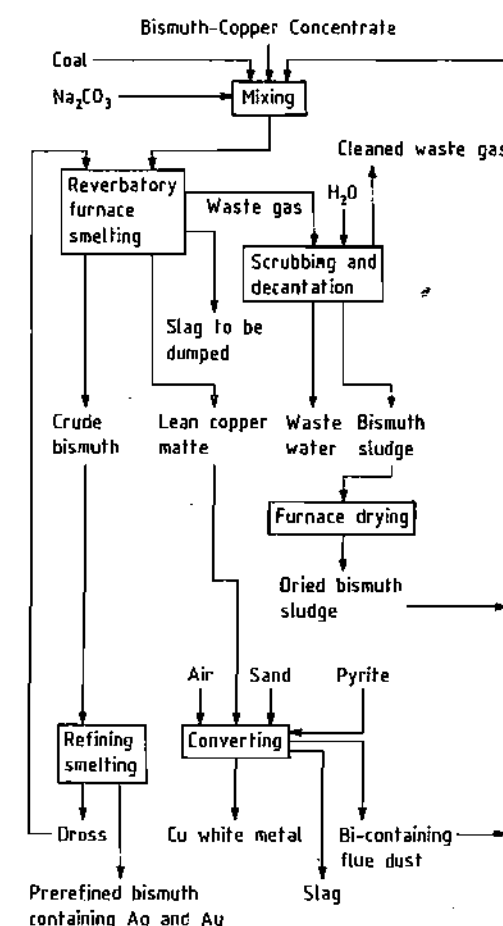 Bismuth-Copper Concentrate
Coal
Na₂CO₃
Mixing
Cleaned waste gas
Reverbatory
furnace
smelting
Waste gas
H₂O
Scrubbing and
decantation
Slag to be
dumped
Crude
bismuth
Lean copper
matte
Waste
water
Bismuth
sludge
Furnace drying
Dried bismuth
sludge
Air
Sand
Pyrite
Refining
smelting
Converting
Dross
Cu white metal
Bi-containing
flue dust
Prerefined bismuth
containing Ag and Au
Slag